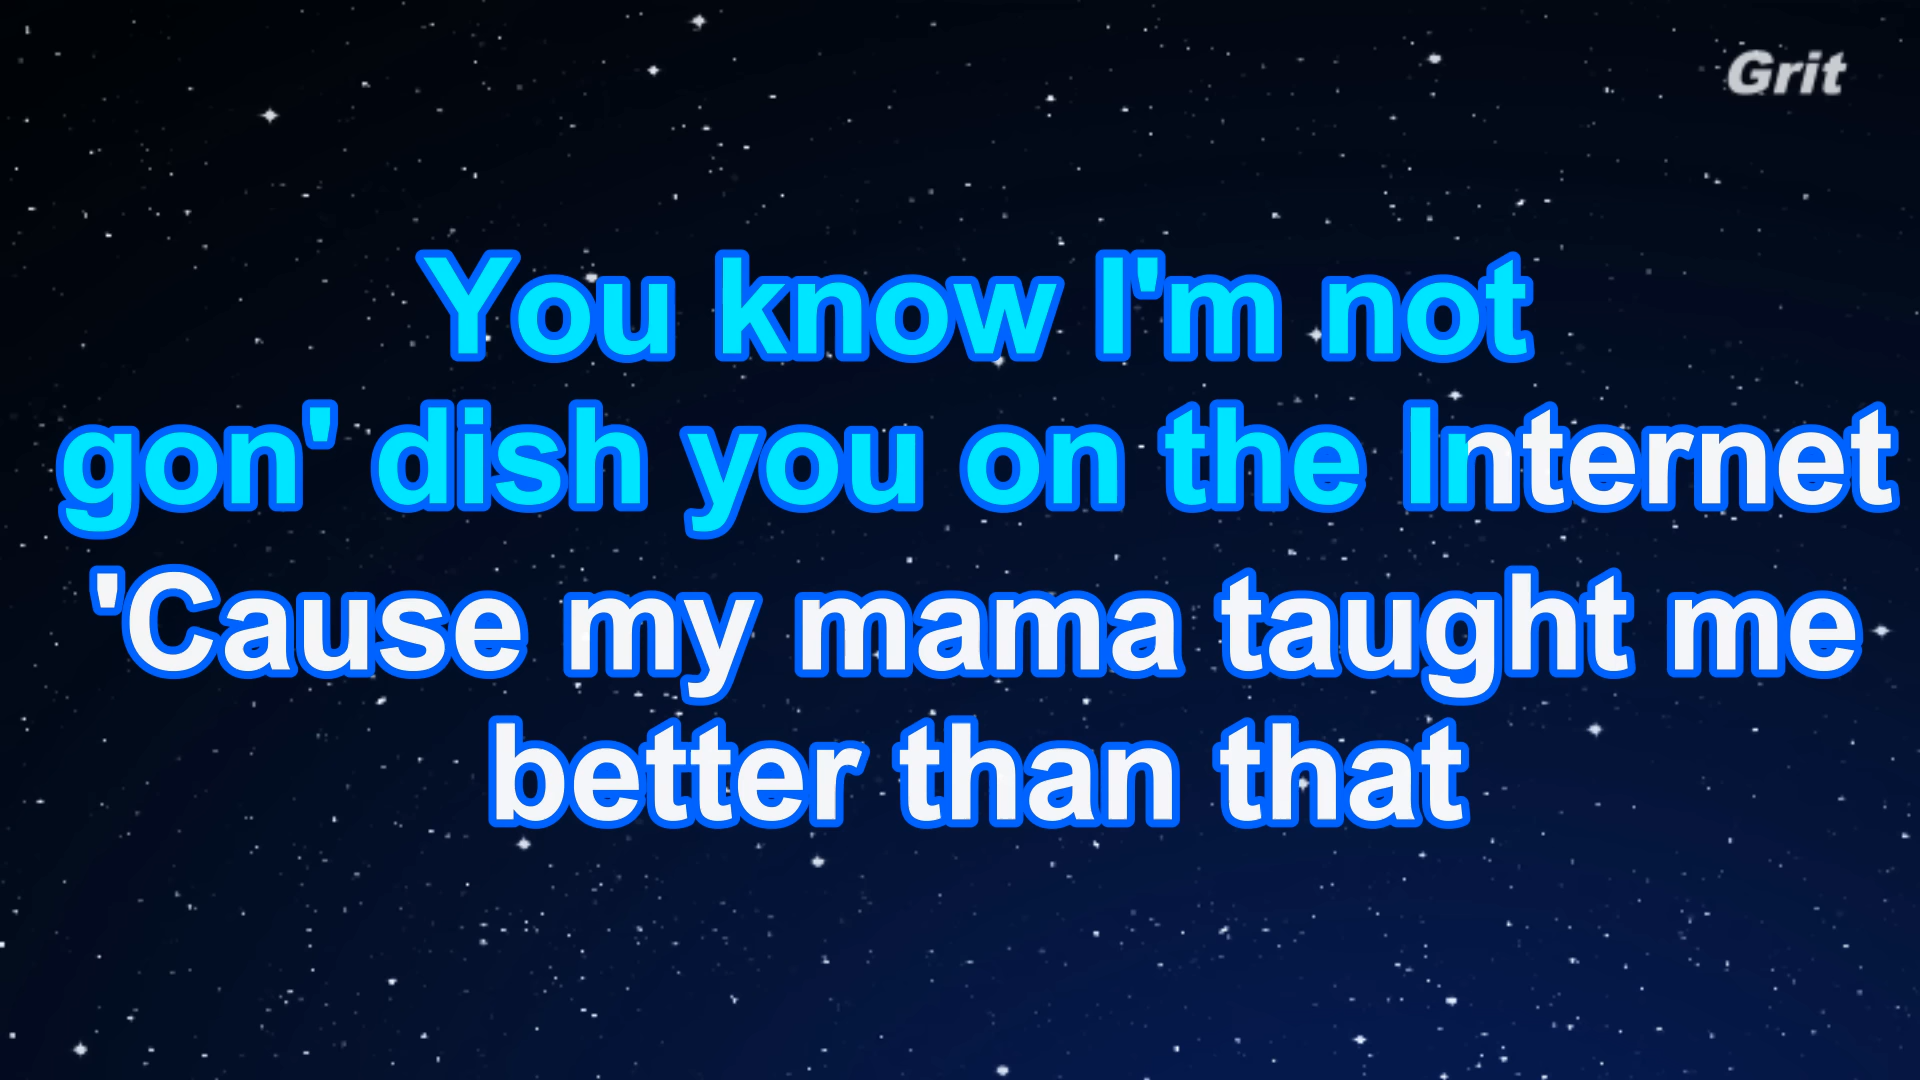 Grit
You know I'm not
gon' dish you on the Internet
'Cause my mama taught me
better than that